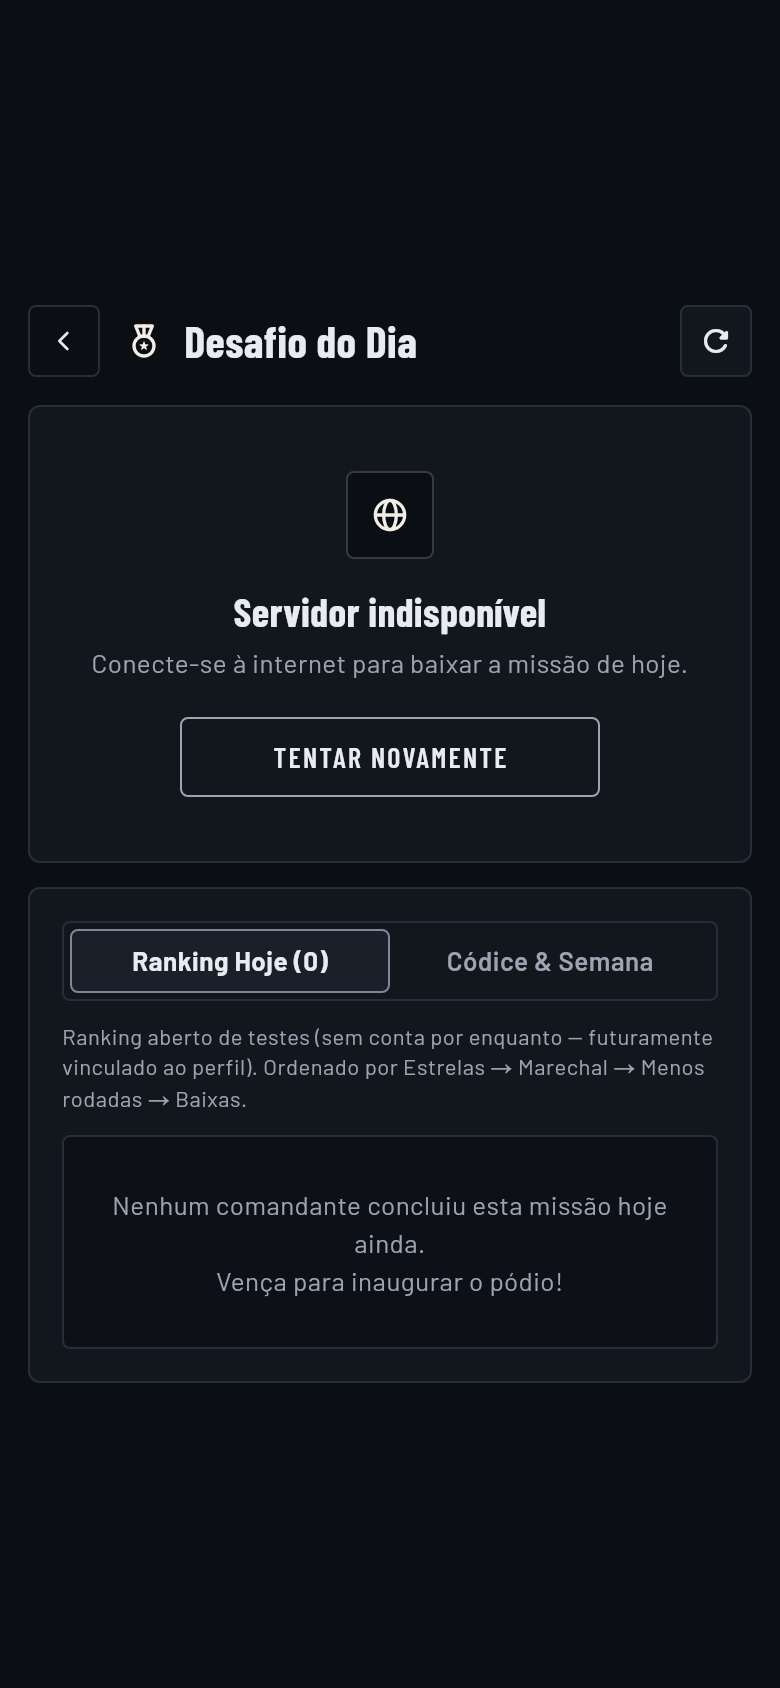 Desafio do Dia
Servidor indisponível
Conecte-se à internet para baixar a missão de hoje.
TENTAR NOVAMENTE
Ranking Hoje (0)
Códice & Semana
Ranking aberto de testes (sem conta por enquanto — futuramente
vinculado ao perfil). Ordenado por Estrelas → Marechal → Menos
rodadas → Baixas.
Nenhum comandante concluiu esta missão hoje
ainda.
Vença para inaugurar o pódio!